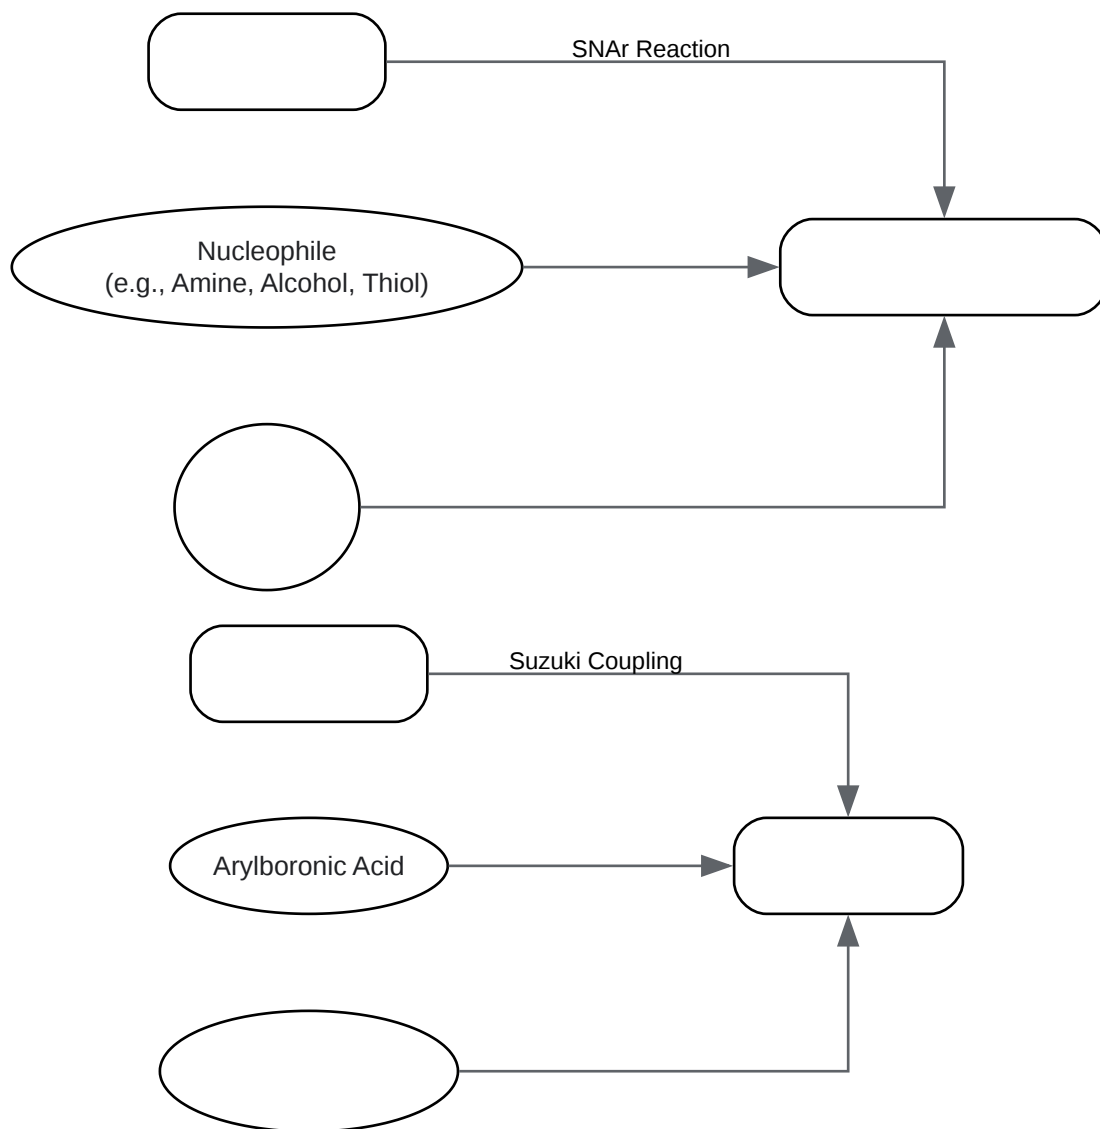 SNAr Reaction
Nucleophile
(e.g., Amine, Alcohol, Thiol)
Suzuki Coupling
Arylboronic Acid